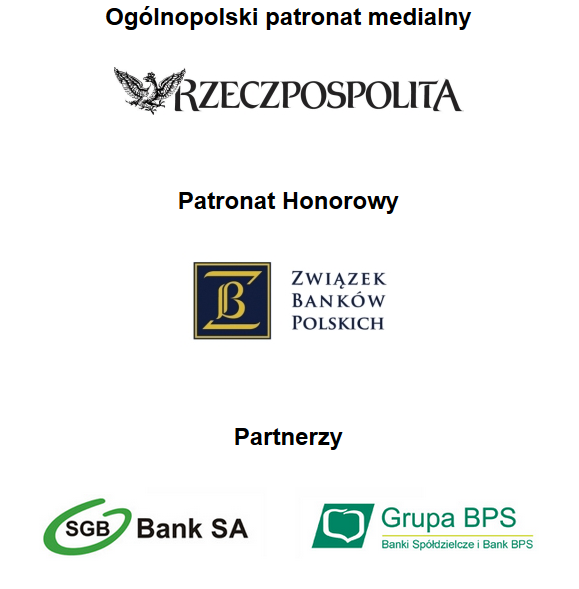 Ogólnopolski patronat medialny
RZECZPOSPOLITA
Patronat Honorowy
ZB
ZWIĄZEK
BANKÓW
POLSKICH
Partnerzy
SGB Bank SA
Grupa BPS
Banki Spółdzielcze i Bank BPS